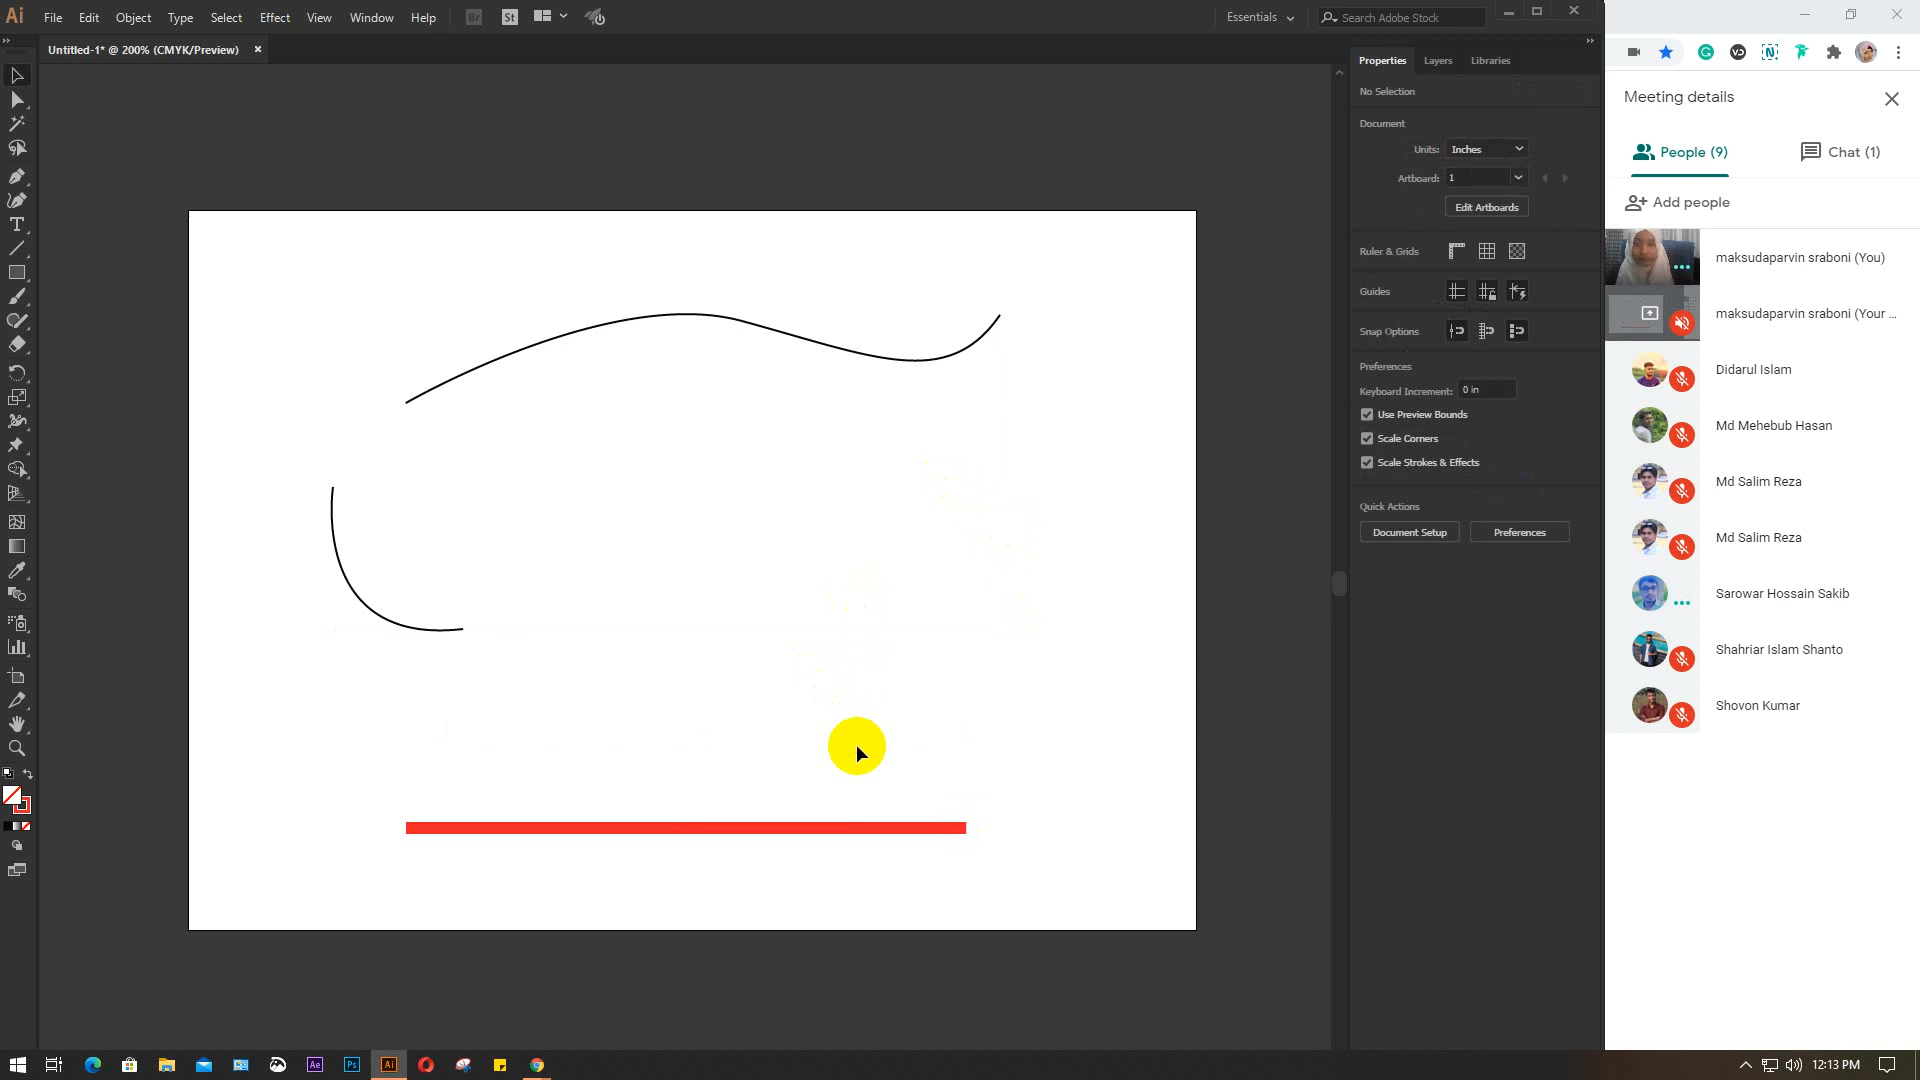 Ai File Edit Object Type Select Effect View Window Help Br St Essentials Search Adobe Stock
Untitled-1* @ 200% (CMYK/Preview)
Properties Layers Libraries
No Selection
Document
Units: Inches
Artboard: 1
Edit Artboards
Ruler & Grids
Guides
Snap Options
Preferences
Keyboard Increment: 0 in
Use Preview Bounds
Scale Corners
Scale Strokes & Effects
Quick Actions
Document Setup Preferences
Meeting details
People (9) Chat (1)
Add people
maksudaparvin sraboni (You)
maksudaparvin sraboni (Your ...
Didarul Islam
Md Mehebub Hasan
Md Salim Reza
Md Salim Reza
Sarowar Hossain Sakib
Shahriar Islam Shanto
Shovon Kumar
Ae Ps Ai 12:13 PM